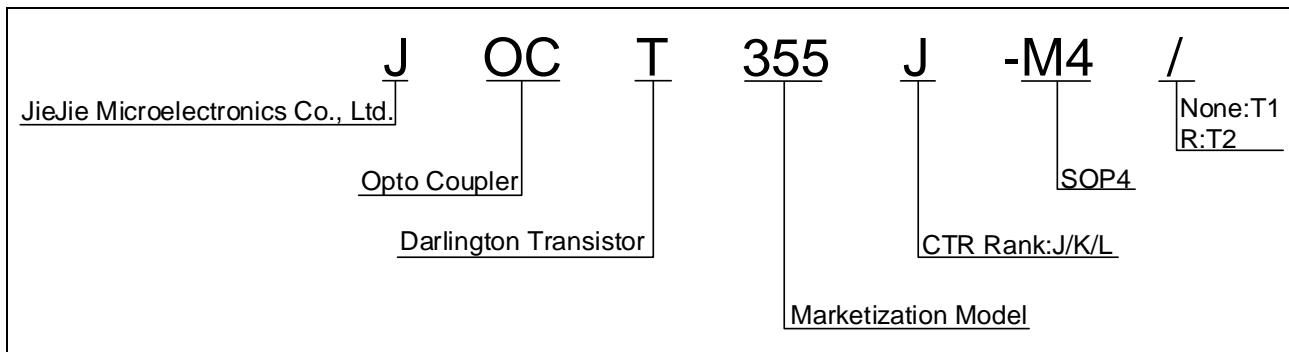 J OC T 355 J -M4 /
JieJie Microelectronics Co., Ltd.
None:T1
R:T2
Opto Coupler
SOP4
Darlington Transistor
CTR Rank:J/K/L
Marketization Model